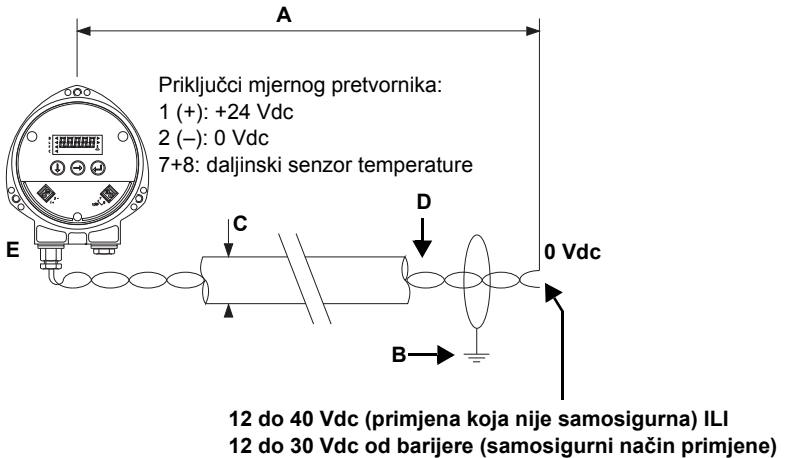 A
Priključci mjernog pretvornika:
1 (+): +24 Vdc
2 (–): 0 Vdc
7+8: daljinski senzor temperature
D
C
E
0 Vdc
B
12 do 40 Vdc (primjena koja nije samosigurna) ILI
12 do 30 Vdc od barijere (samosigurni način primjene)